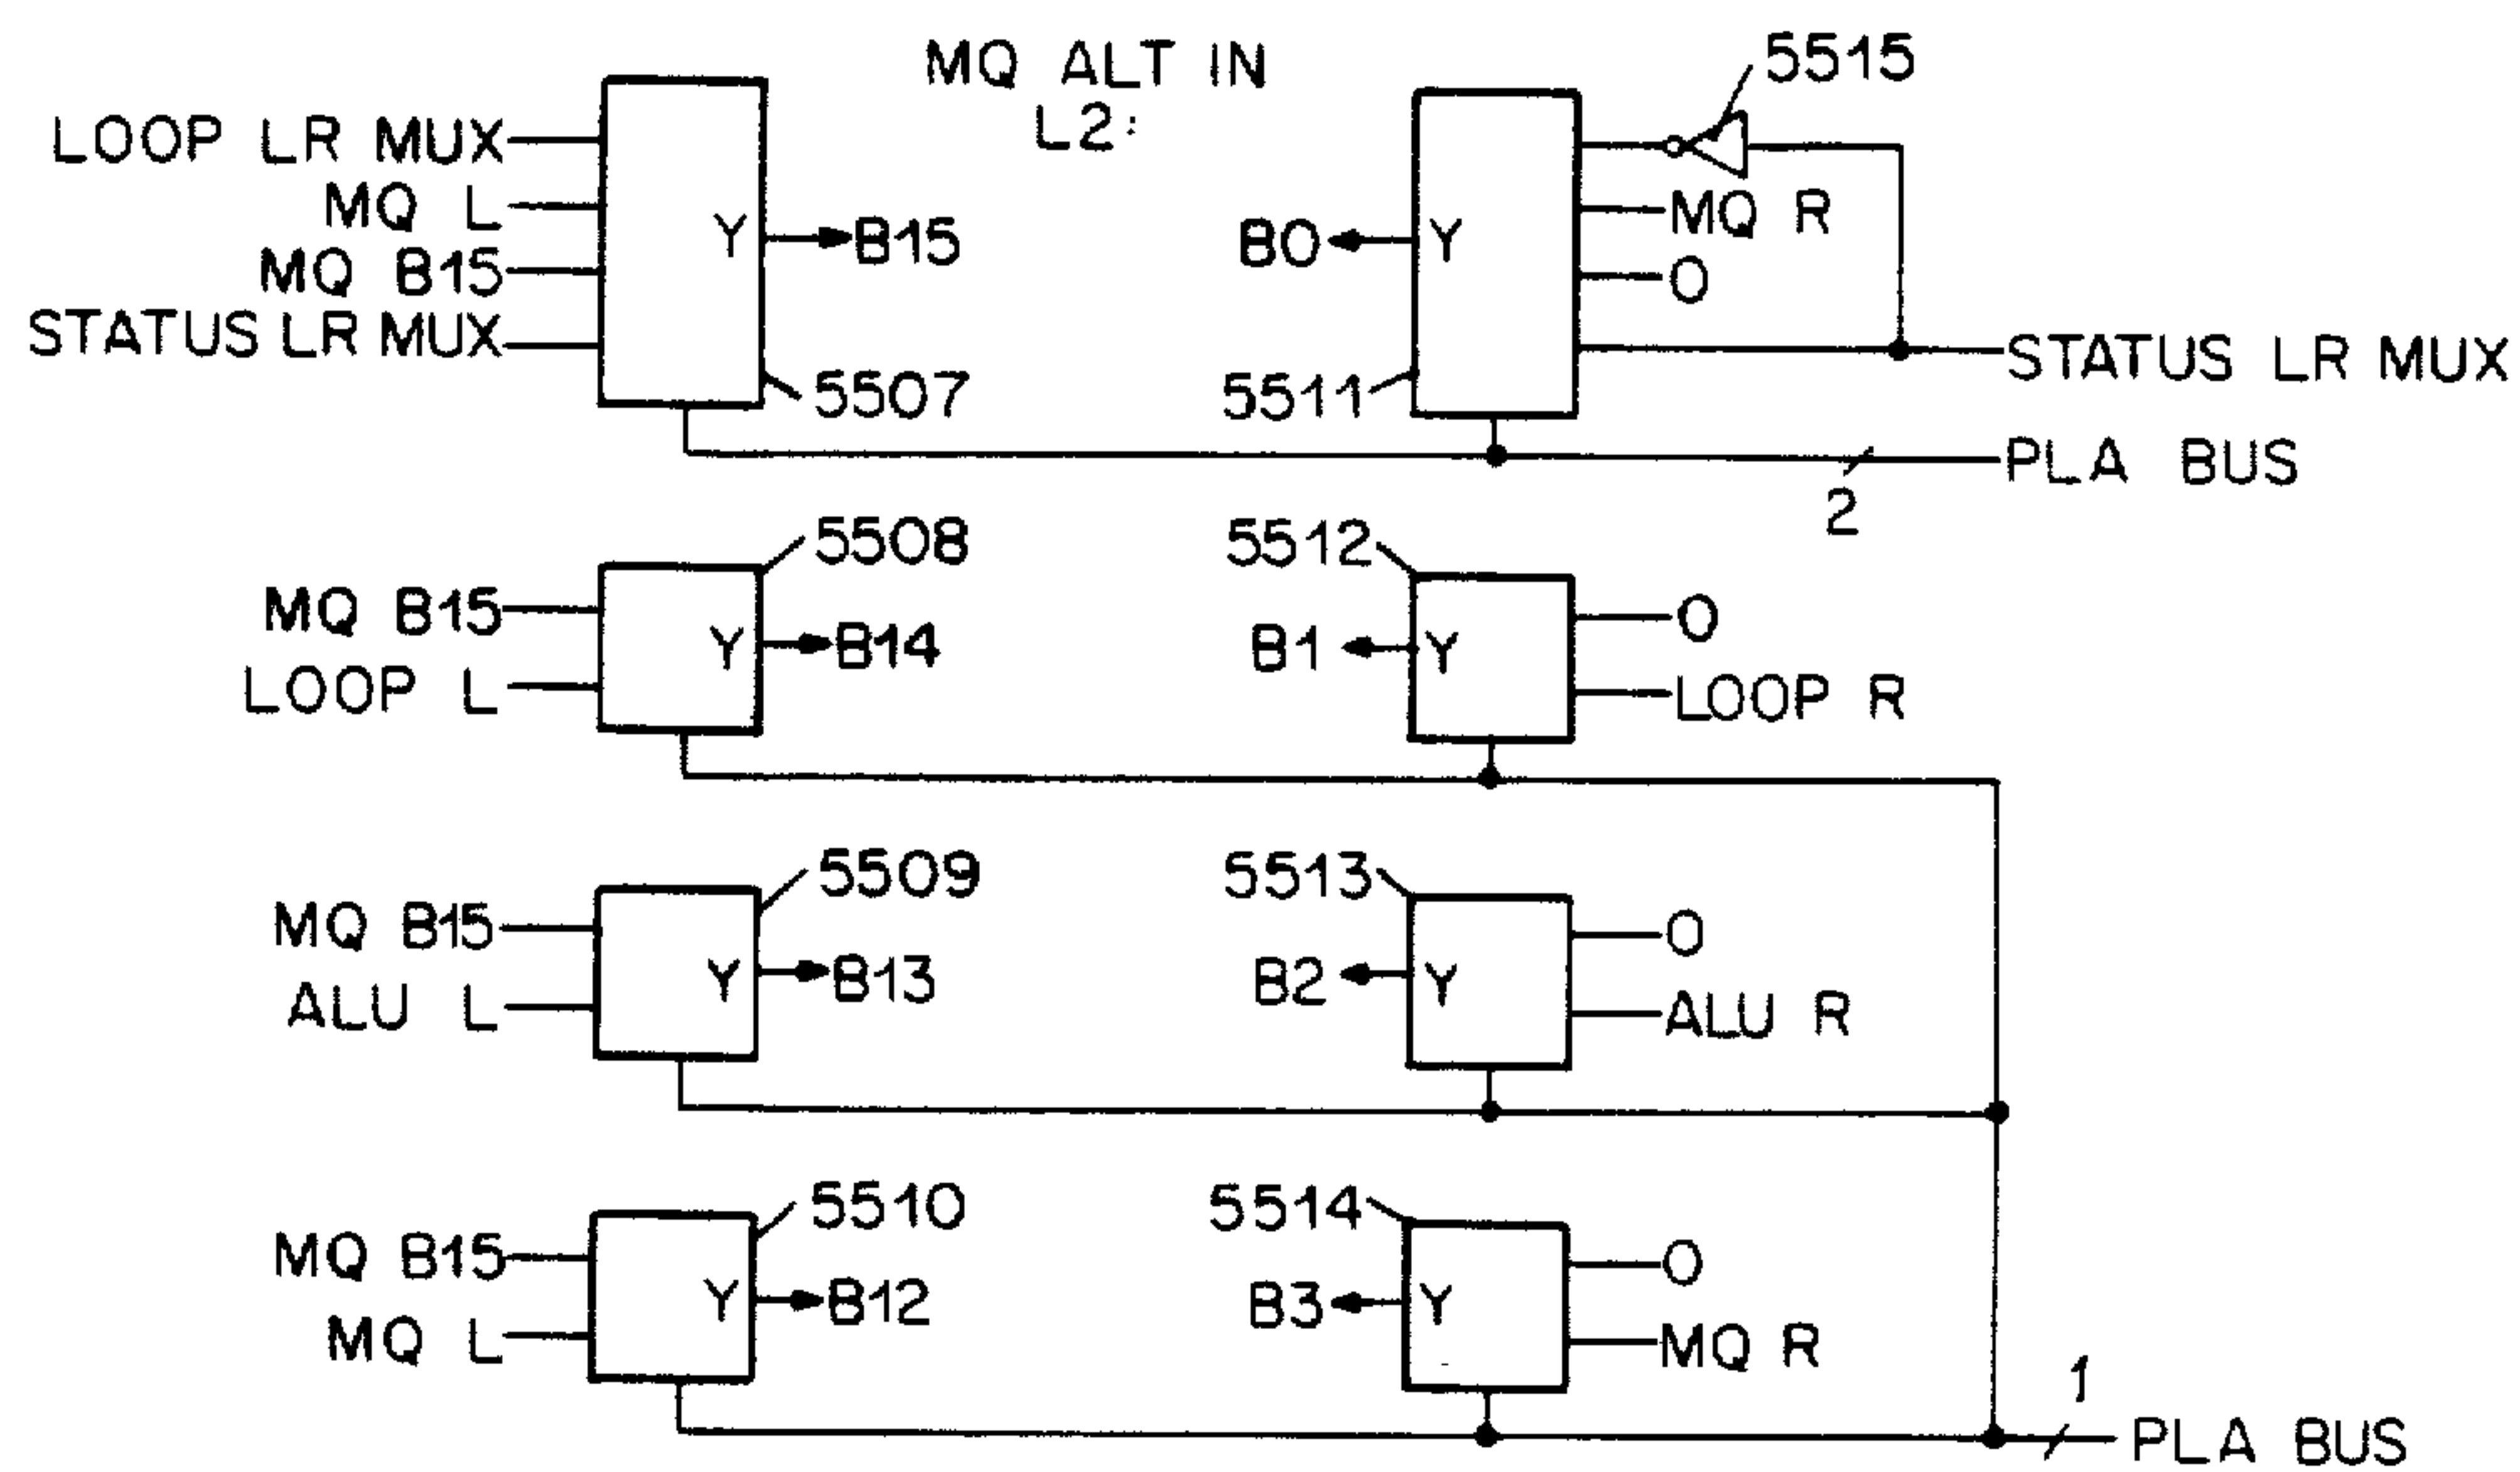 MQ ALT IN
L2:
5515
LOOP LR MUX
MQ L
MQ B15
STATUS LR MUX
Y
B15
5507
B0
Y
MQ R
0
5511
STATUS LR MUX
PLA BUS
2
5508
MQ B15
LOOP L
Y
B14
5512
B1
Y
0
LOOP R
5509
MQ B15
ALU L
Y
B13
5513
B2
Y
0
ALU R
5510
MQ B15
MQ L
Y
B12
5514
B3
Y
0
MQ R
1
PLA BUS